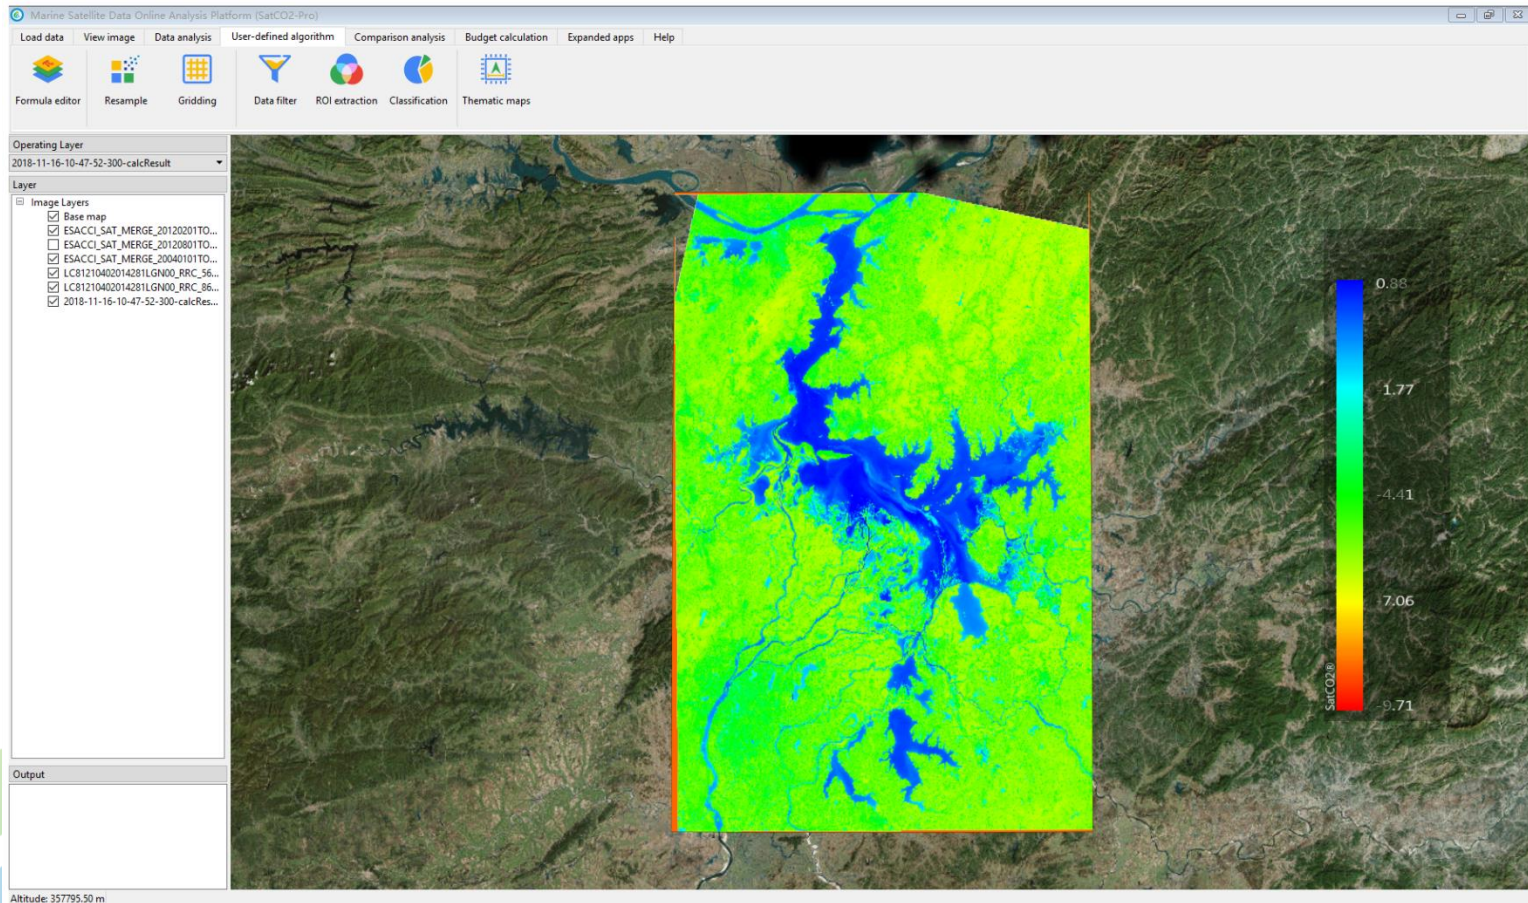 Marine Satellite Data Online Analysis Platform (SatCO2-Pro)
Load data View image Data analysis User-defined algorithm Comparison analysis Budget calculation Expanded apps Help
Formula editor Resample Gridding Data filter ROI extraction Classification Thematic maps
Operating Layer
2018-11-16-10-47-52-300-calcResult
Layer
Image Layers
Base map
ESACCI_SAT_MERGE_20120201TO...
ESACCI_SAT_MERGE_20120801TO...
ESACCI_SAT_MERGE_20040101TO...
LC81210402014281LGN00_RRC_56...
LC81210402014281LGN00_RRC_86...
2018-11-16-10-47-52-300-calcRes...
Output
0.88
1.77
-4.41
7.06
-9.71
SatCO2®
Altitude: 357795.50 m